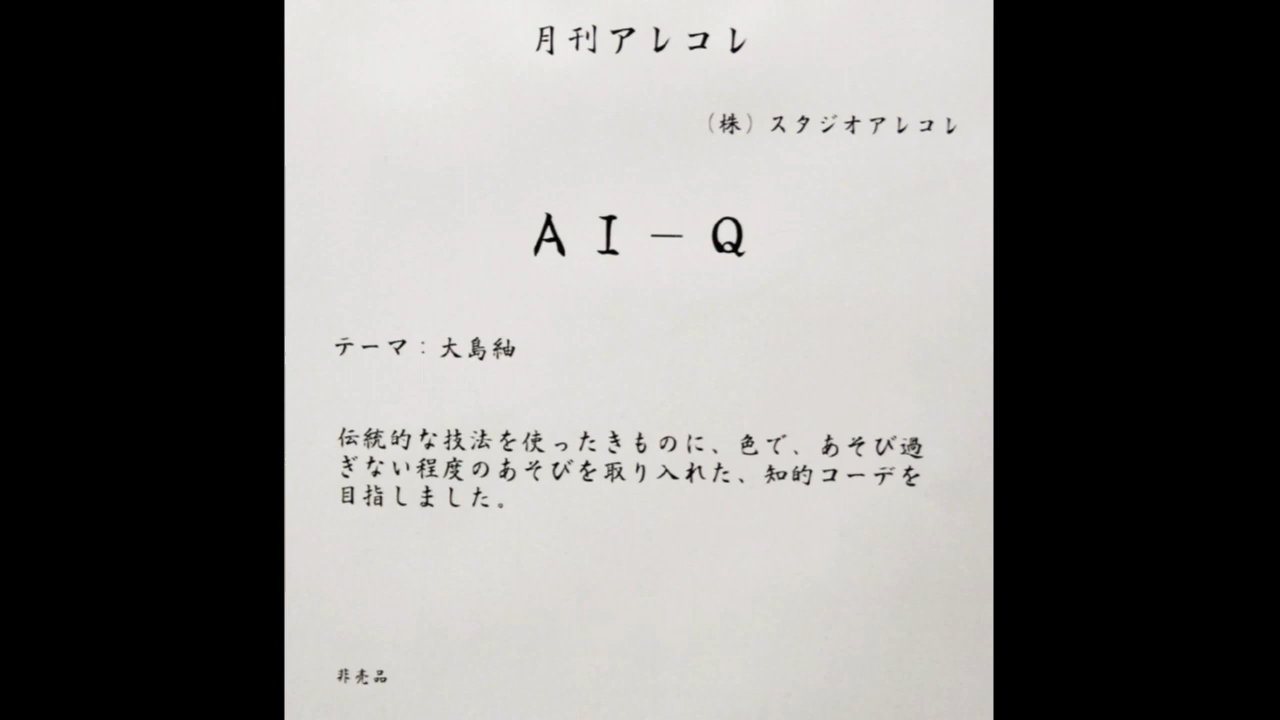 月刊アレコレ
（株）スタジオアレコレ
ＡＩ－Ｑ
テーマ：大島紬
伝統的な技法を使ったきものに、色で、あそび過
ぎない程度のあそびを取り入れた、知的コーデを
目指しました。
非売品